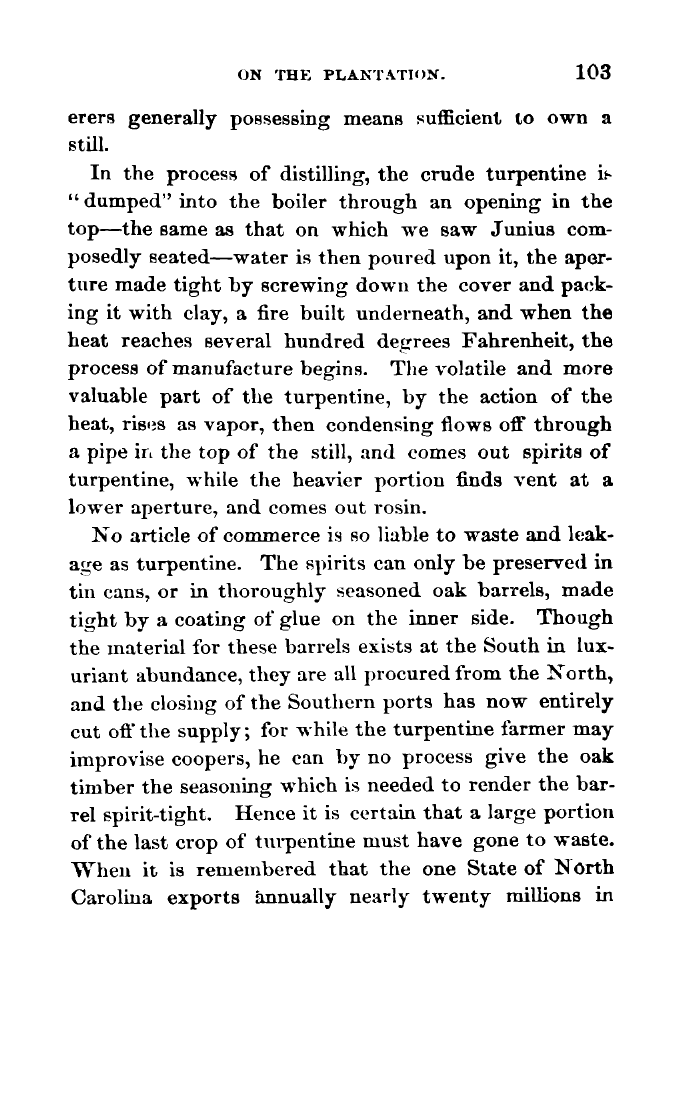 ON THE PLANTATION. 103
erers generally possessing means sufficient to own a
still.
In the process of distilling, the crude turpentine is
“dumped” into the boiler through an opening in the
top—the same as that on which we saw Junius com-
posedly seated—water is then poured upon it, the aper-
ture made tight by screwing down the cover and pack-
ing it with clay, a fire built underneath, and when the
heat reaches several hundred degrees Fahrenheit, the
process of manufacture begins. The volatile and more
valuable part of the turpentine, by the action of the
heat, rises as vapor, then condensing flows off through
a pipe in the top of the still, and comes out spirits of
turpentine, while the heavier portion finds vent at a
lower aperture, and comes out rosin.
No article of commerce is so liable to waste and leak-
age as turpentine. The spirits can only be preserved in
tin cans, or in thoroughly seasoned oak barrels, made
tight by a coating of glue on the inner side. Though
the material for these barrels exists at the South in lux-
uriant abundance, they are all procured from the North,
and the closing of the Southern ports has now entirely
cut off the supply; for while the turpentine farmer may
improvise coopers, he can by no process give the oak
timber the seasoning which is needed to render the bar-
rel spirit-tight. Hence it is certain that a large portion
of the last crop of turpentine must have gone to waste.
When it is remembered that the one State of North
Carolina exports annually nearly twenty millions in